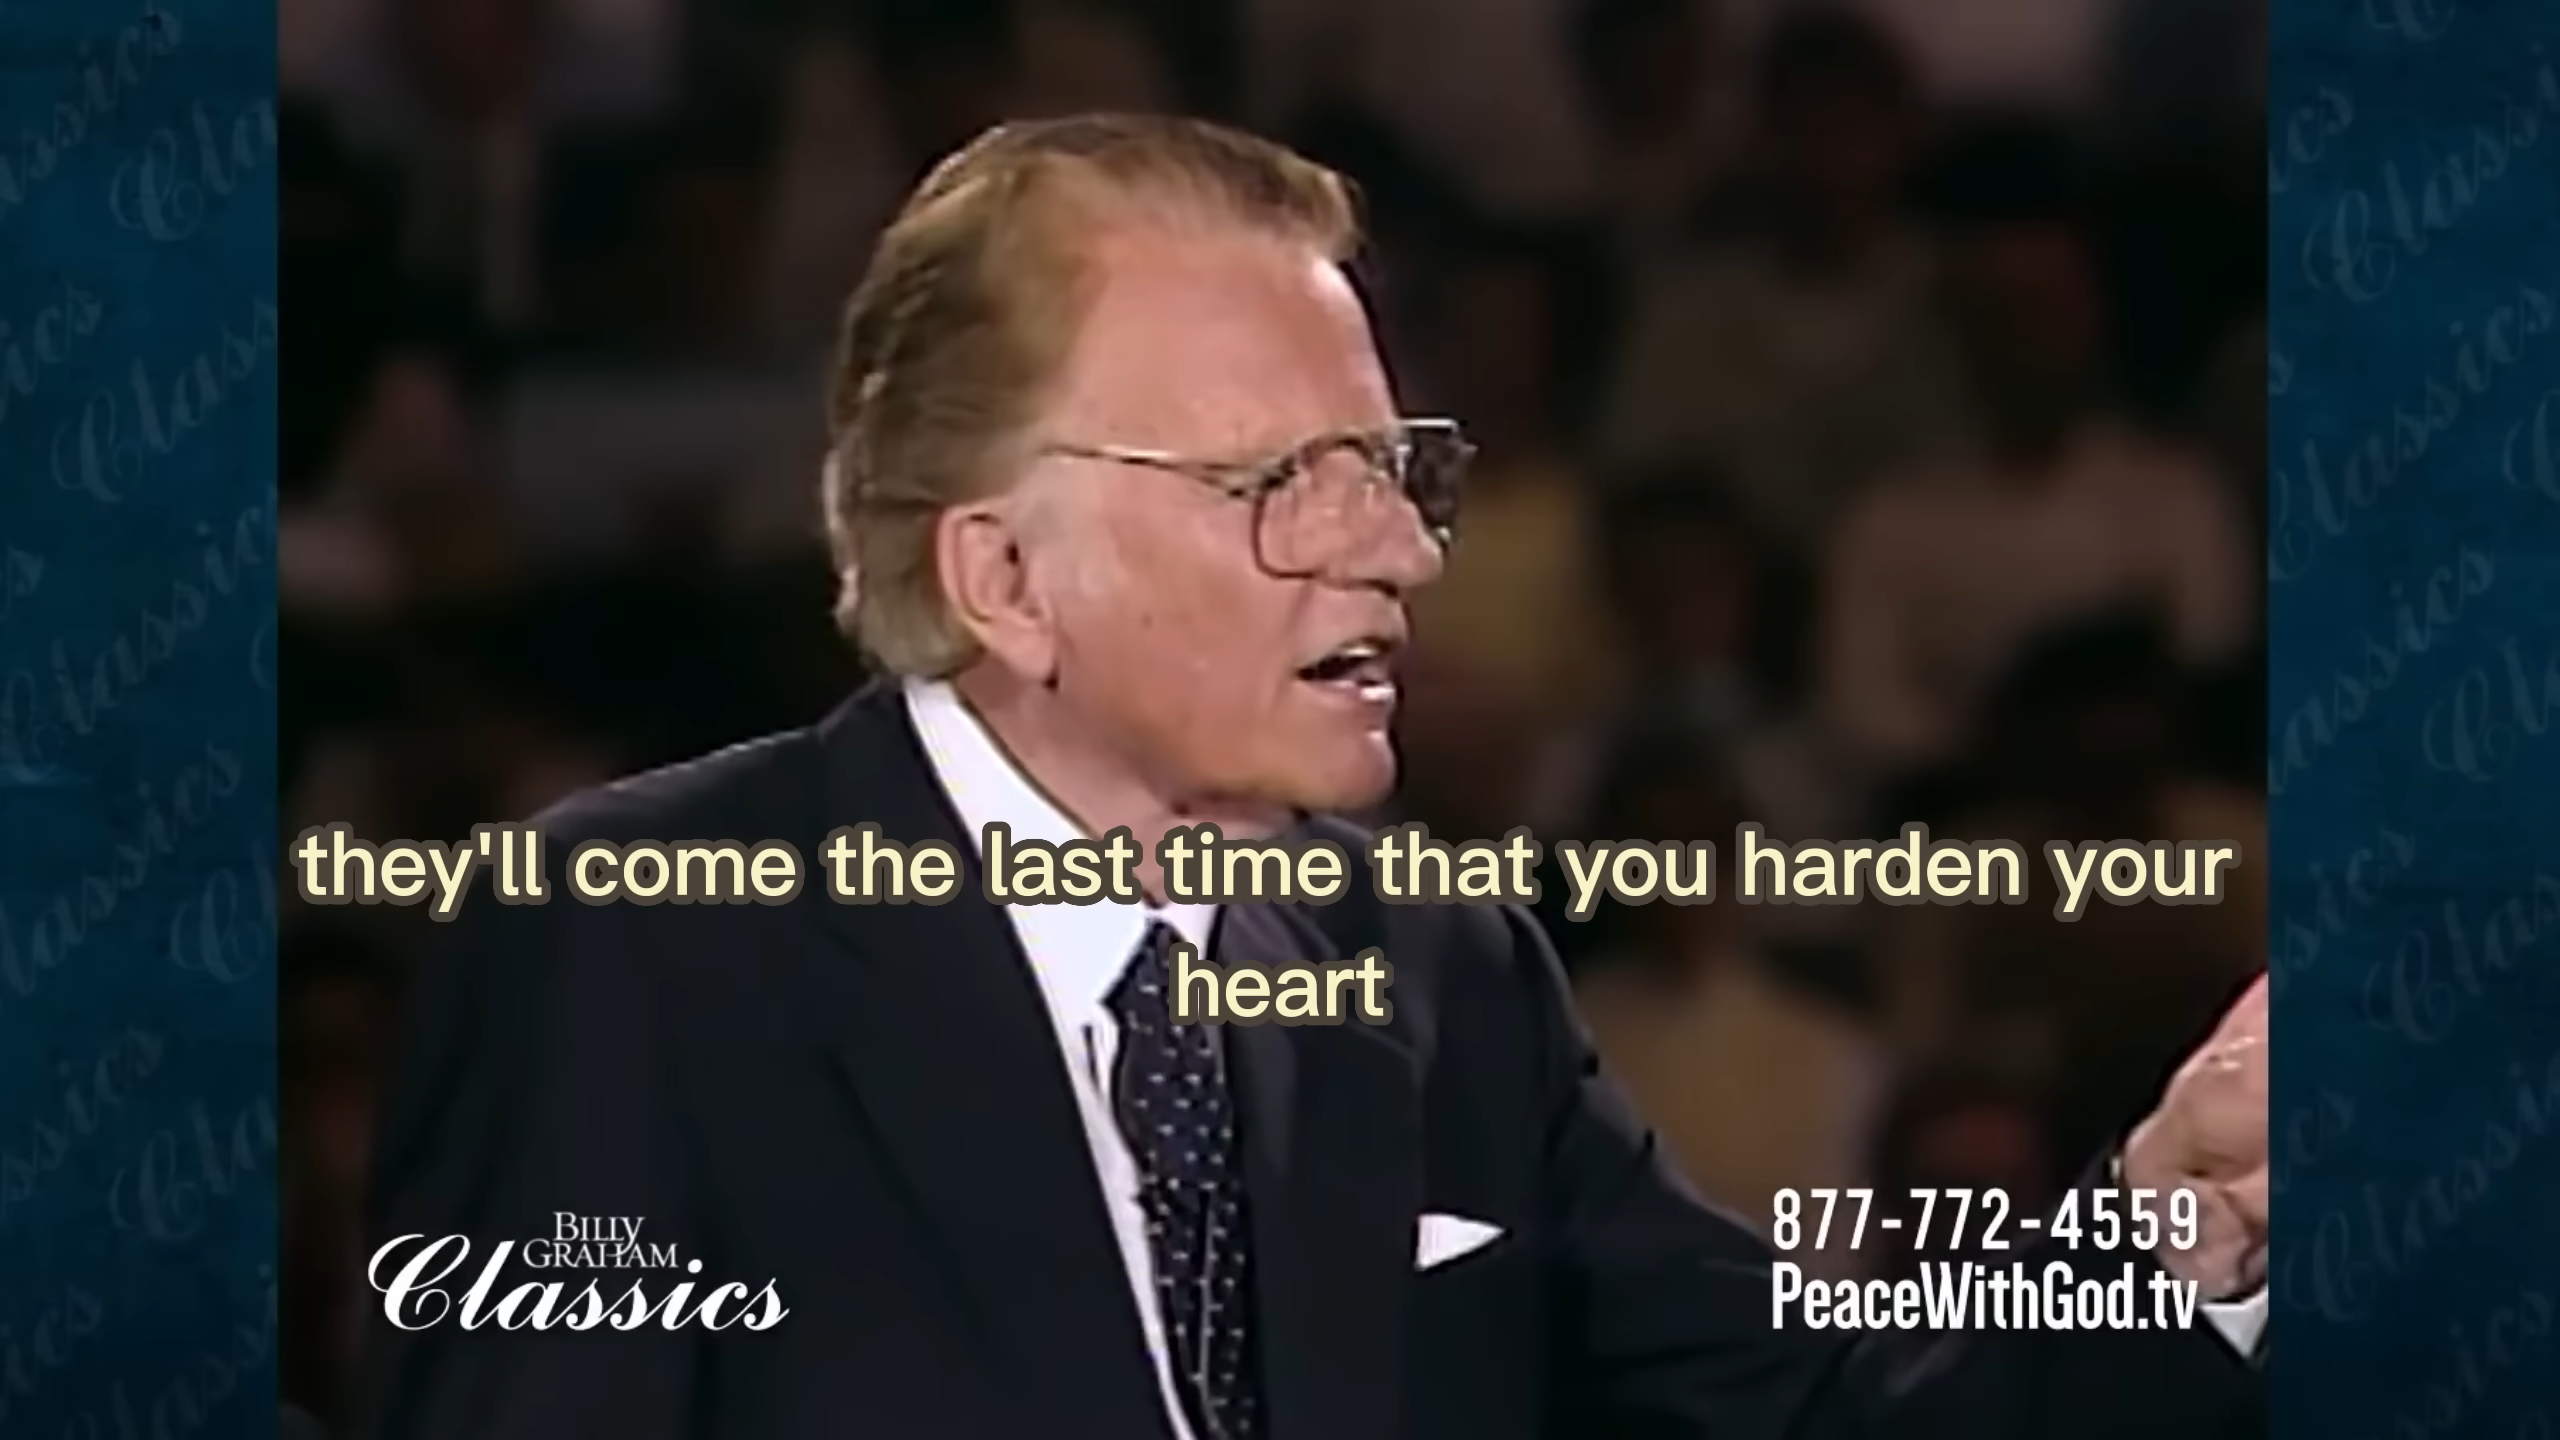 they'll come the last time that you harden your
heart
BILLY
GRAHAM
Classics
877-772-4559
PeaceWithGod.tv